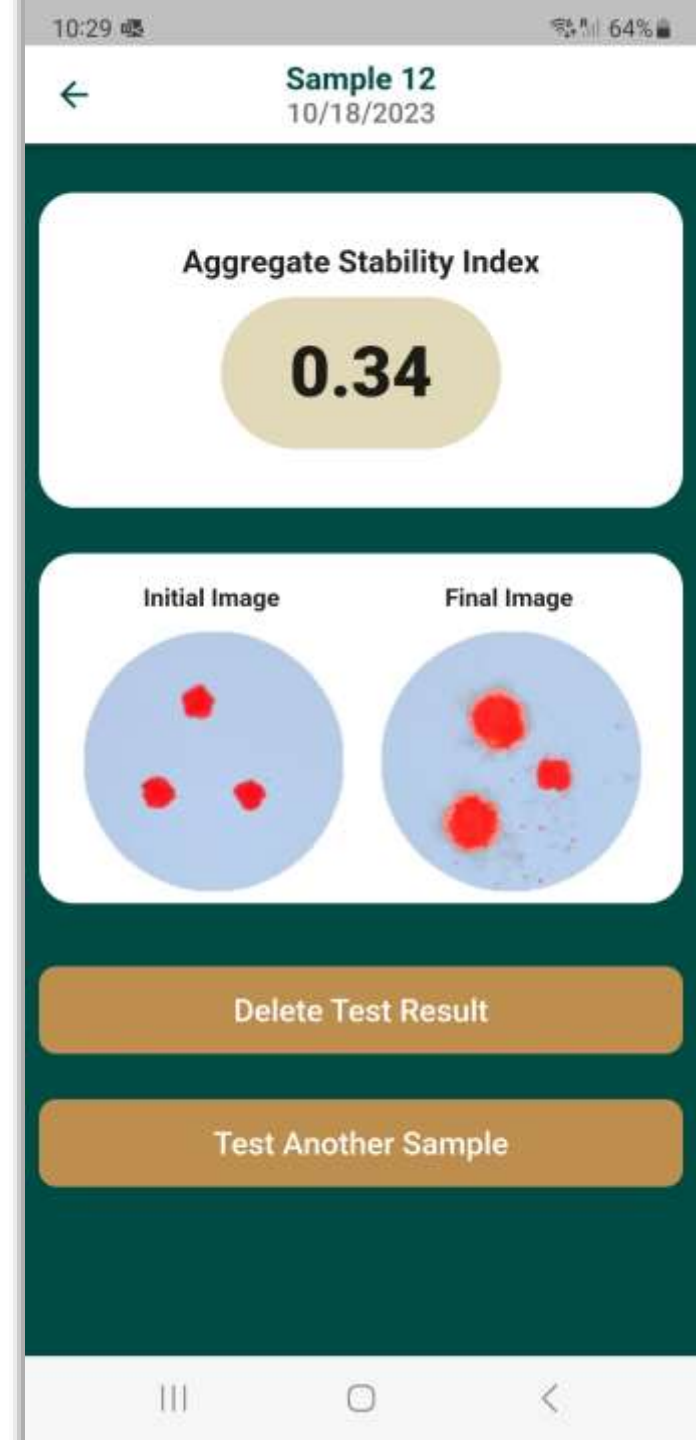 10:29
64%
Sample 12
10/18/2023
Aggregate Stability Index
0.34
Initial Image
Final Image
Delete Test Result
Test Another Sample